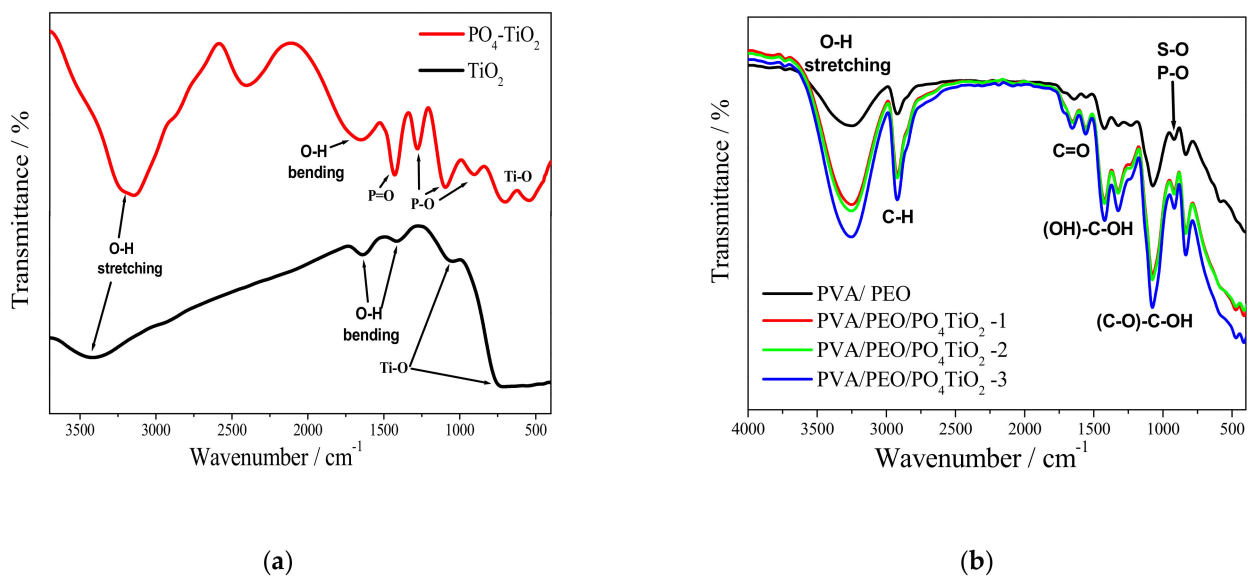 PO4-TiO2
TiO2
O-H
bending
P=O
P-O
Ti-O
O-H
stretching
O-H
bending
Ti-O
Transmittance / %
3500 3000 2500 2000 1500 1000 500
Wavenumber / cm-1
(a)
O-H
stretching
S-O
P-O
C=O
C-H
(OH)-C-OH
(C-O)-C-OH
PVA/ PEO
PVA/PEO/PO4TiO2 -1
PVA/PEO/PO4TiO2 -2
PVA/PEO/PO4TiO2 -3
Transmittance / %
4000 3500 3000 2500 2000 1500 1000 500
Wavenumber / cm-1
(b)